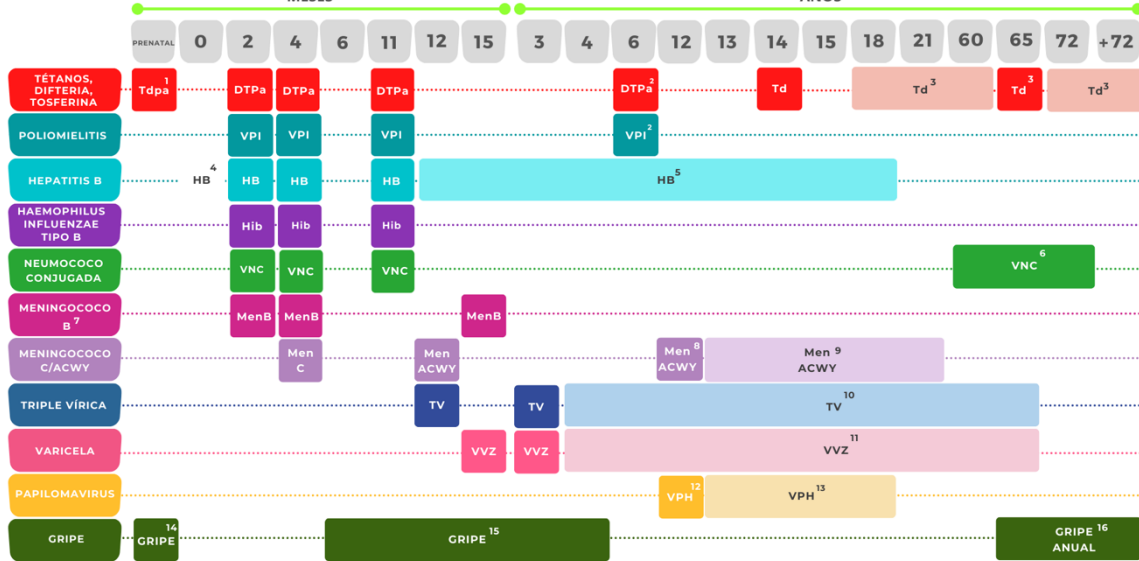 MESES
AÑOS
PRENATAL 0 2 4 6 11 12 15 3 4 6 12 13 14 15 18 21 60 65 72 +72
TÉTANOS,
DIFTERIA,
TOSFERINA
Tdpa 1 DTPa DTPa DTPa DTPa 2 Td Td 3 Td 3 Td 3
POLIOMIELITIS VPI VPI VPI VPI 2
HEPATITIS B HB 4 HB HB HB HB 5
HAEMOPHILUS
INFLUENZAE
TIPO B
Hib Hib Hib
NEUMOCOCO
CONJUGADA
VNC VNC VNC VNC 6
MENINGOCOCO
B 7
MenB MenB MenB
MENINGOCOCO
C/ACWY
Men
C
Men
ACWY
Men 8
ACWY
Men 9
ACWY
TRIPLE VÍRICA TV TV TV 10
VARICELA VVZ VVZ VVZ 11
PAPILOMAVIRUS VPH 12 VPH 13
GRIPE GRIPE 14 GRIPE 15 GRIPE 16
ANUAL